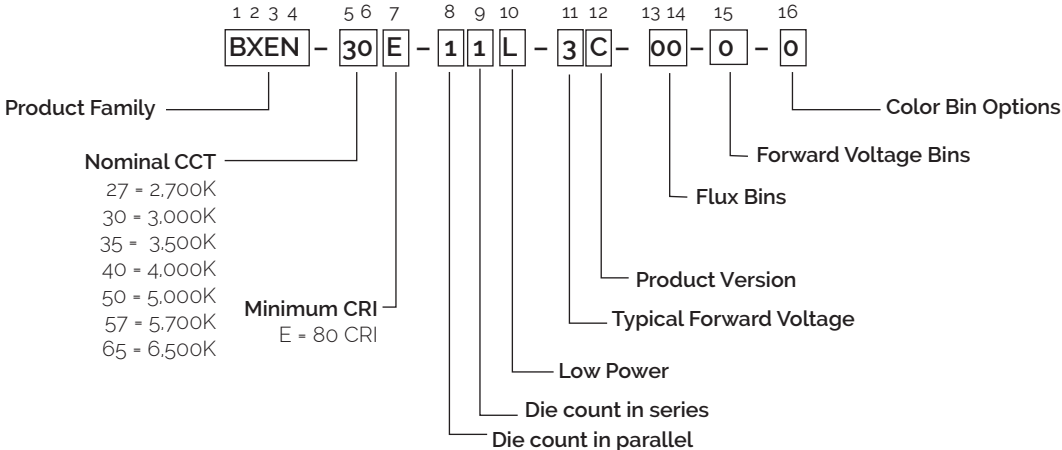 1 2 3 4 5 6 7 8 9 10 11 12 13 14 15 16
BXEN – 30 E – 1 1 L – 3 C – 00 – 0 – 0
Product Family
Color Bin Options
Nominal CCT
27 = 2,700K
30 = 3,000K
35 = 3,500K
40 = 4,000K
50 = 5,000K
57 = 5,700K
65 = 6,500K
Minimum CRI
E = 80 CRI
Forward Voltage Bins
Flux Bins
Product Version
Typical Forward Voltage
Low Power
Die count in series
Die count in parallel